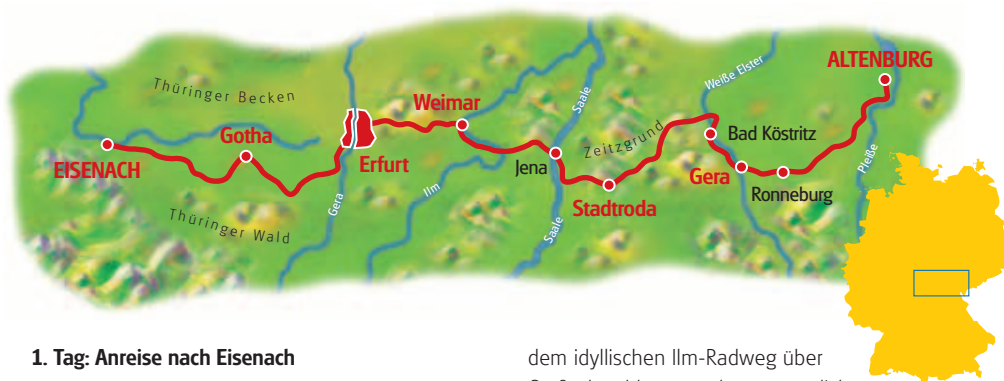 Thüringer Becken
Weiße Elster
ALTENBURG
Weimar
Saale
Gotha
Zeitzgrund
Bad Köstritz
EISENACH
Erfurt
Jena
Gera
Pleiße
Ilm
Ronneburg
Stadtroda
Gera
Thüringer Wald
Saale
1. Tag: Anreise nach Eisenach
dem idyllischen Ilm-Radweg über